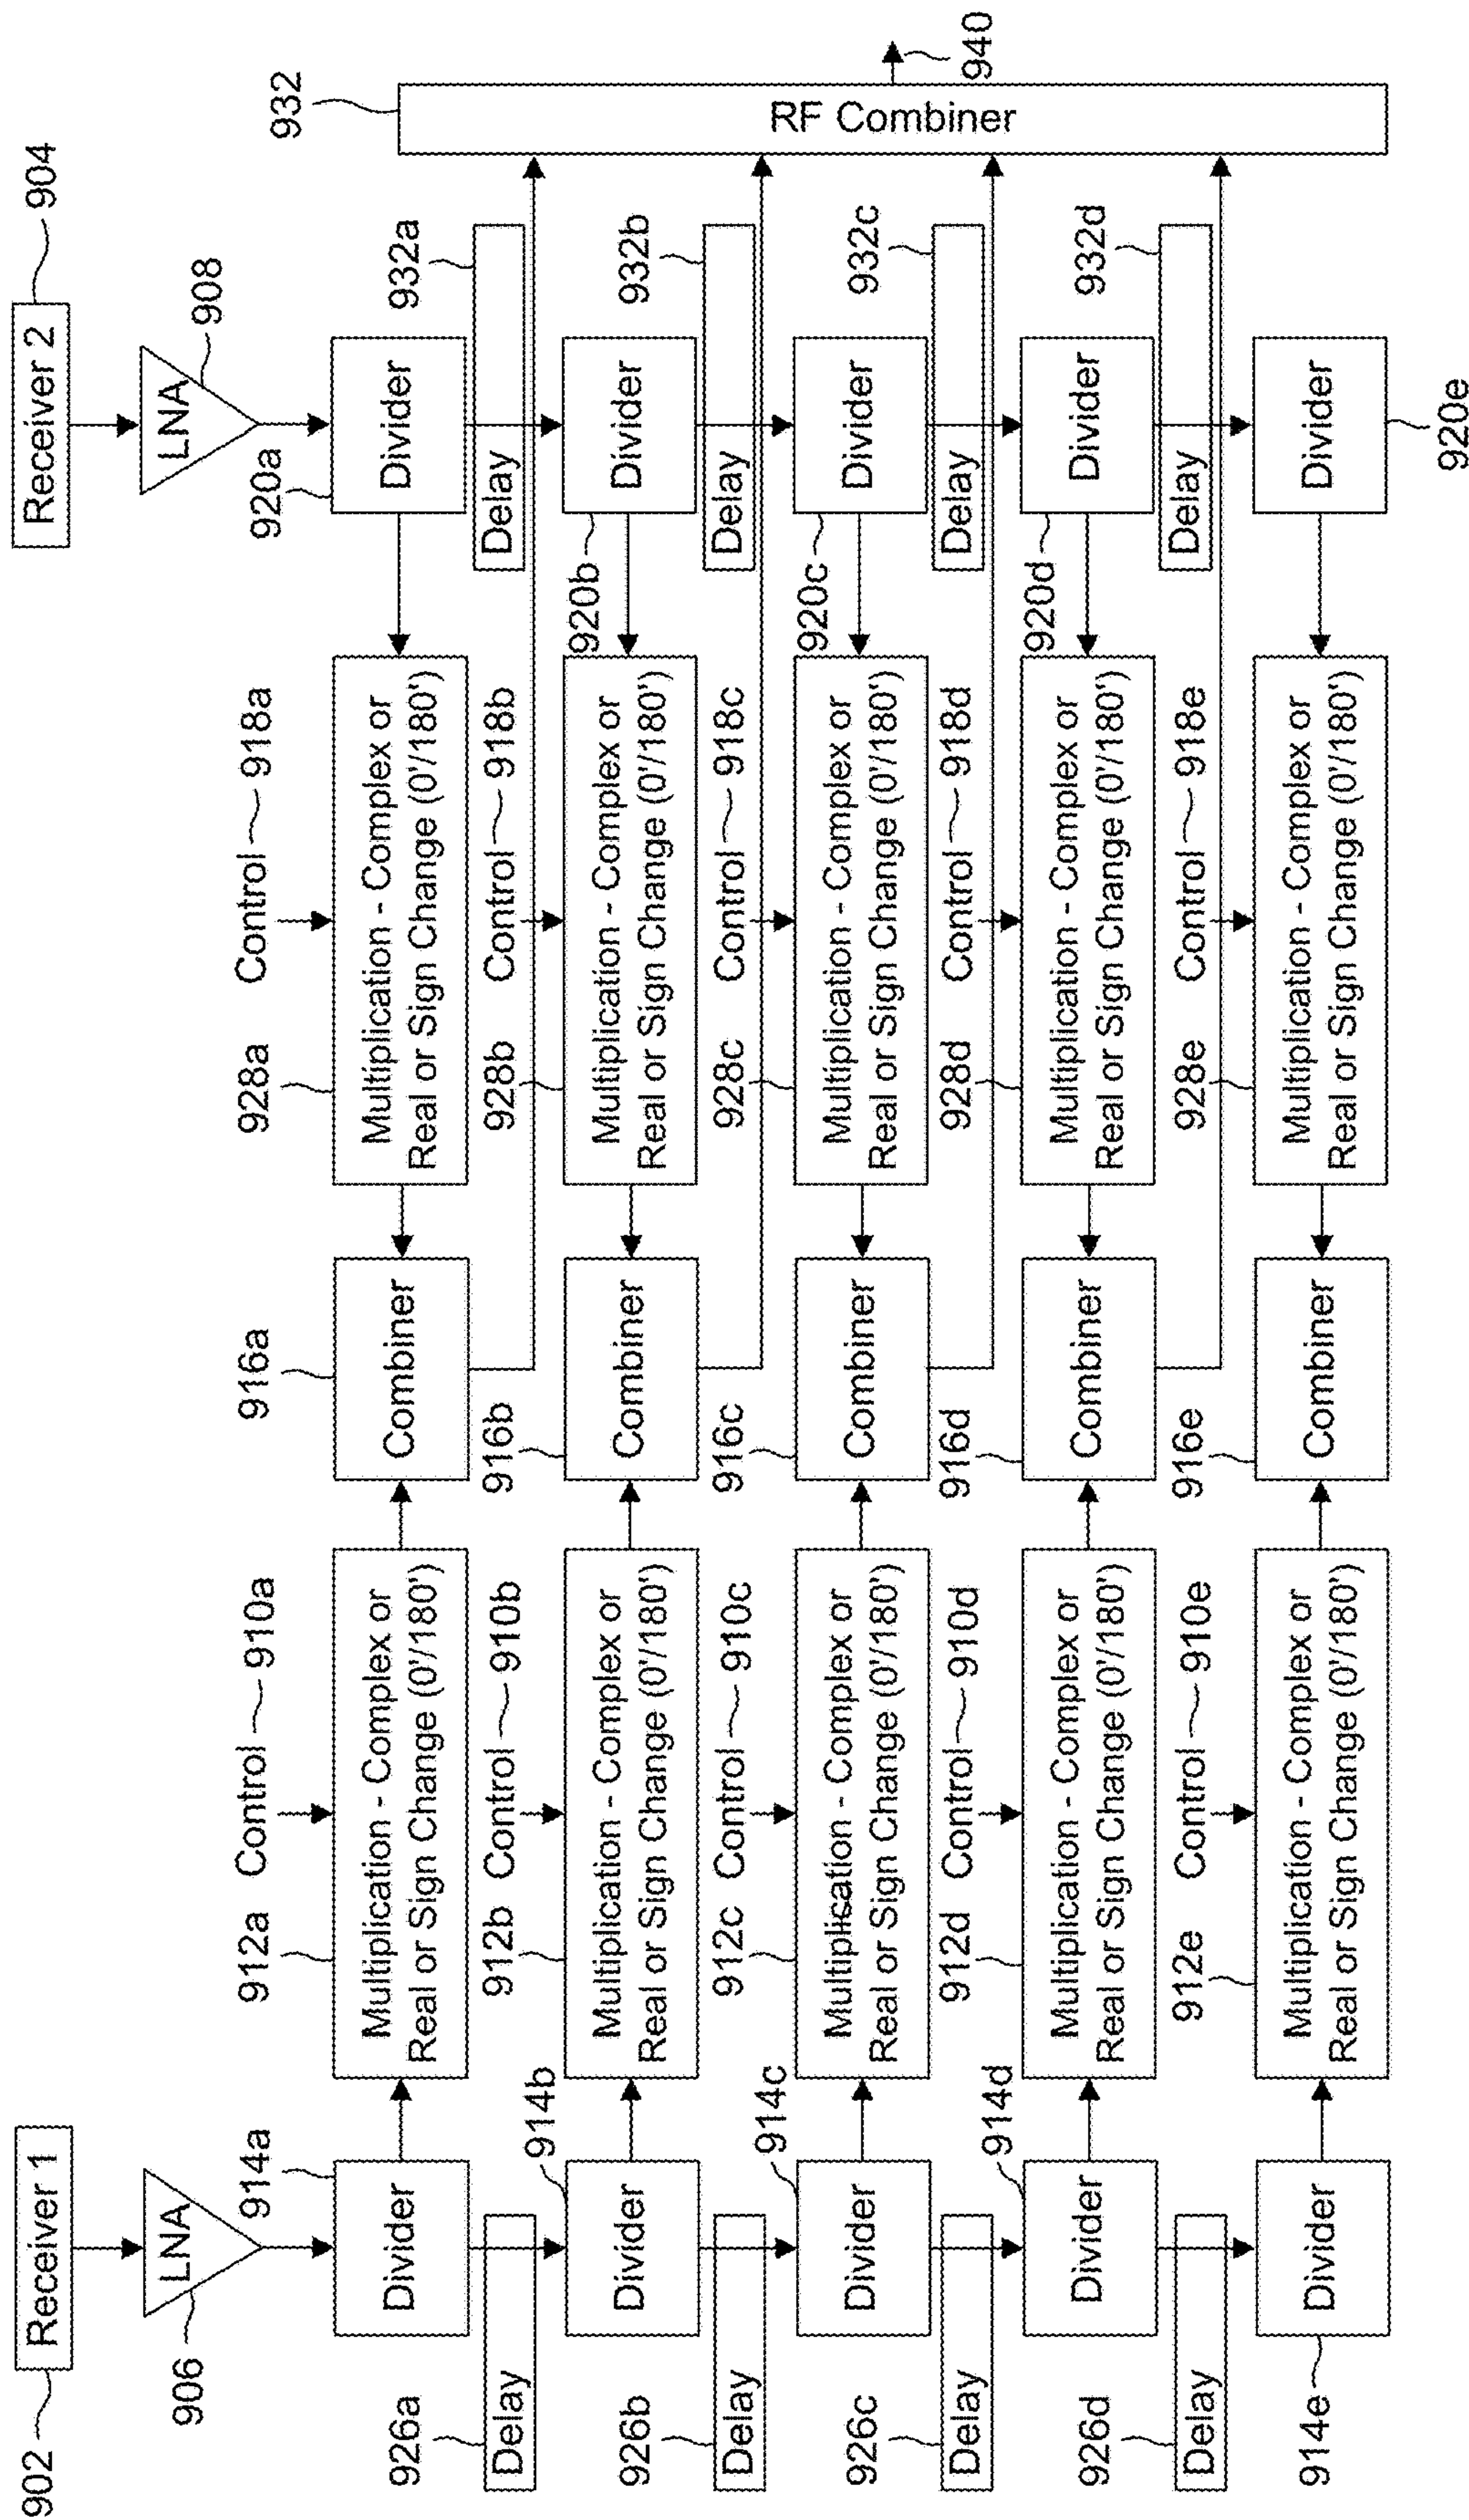 902
Receiver 1
Receiver 2
904
906
LNA
LNA
908
914a
912a
Control
910a
916a
928a
Control
918a
920a
932
Divider
Multiplication - Complex or
Real or Sign Change (0'/180')
Combiner
Multiplication - Complex or
Real or Sign Change (0'/180')
Divider
926a
Delay
912b
Control
910b
914b
916b
928b
Control
918b
Delay
932a
920b
Divider
Multiplication - Complex or
Real or Sign Change (0'/180')
Combiner
Multiplication - Complex or
Real or Sign Change (0'/180')
Divider
926b
Delay
912c
Control
910c
914c
916c
928c
Control
918c
Delay
932b
920c
Divider
Multiplication - Complex or
Real or Sign Change (0'/180')
Combiner
Multiplication - Complex or
Real or Sign Change (0'/180')
Divider
926c
Delay
912d
Control
910d
914d
916d
928d
Control
918d
Delay
932c
920d
Divider
Multiplication - Complex or
Real or Sign Change (0'/180')
Combiner
Multiplication - Complex or
Real or Sign Change (0'/180')
Divider
926d
Delay
912e
Control
910e
916e
928e
Control
918e
Delay
932d
Divider
Multiplication - Complex or
Real or Sign Change (0'/180')
Combiner
Multiplication - Complex or
Real or Sign Change (0'/180')
Divider
914e
920e
RF Combiner
940